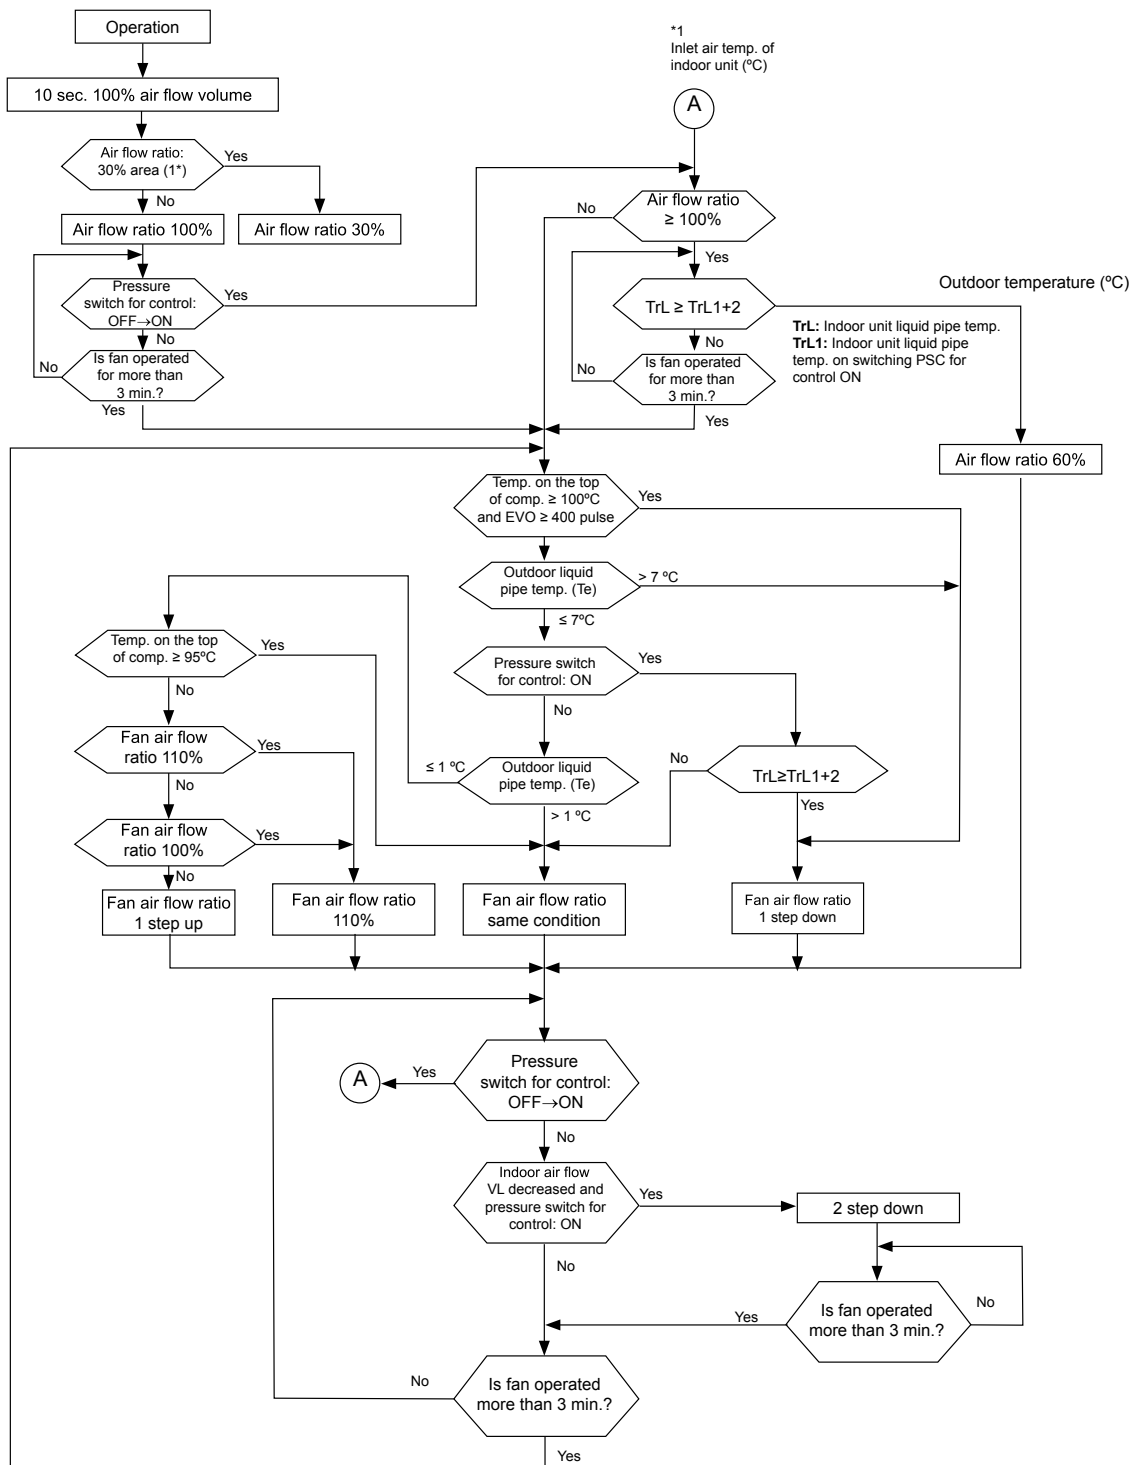 Operation
*1
Inlet air temp. of
indoor unit (ºC)
10 sec. 100% air flow volume
A
Air flow ratio:
30% area (1*)
Yes
No
Air flow ratio 100%
Air flow ratio 30%
Air flow ratio
≥ 100%
No
Yes
Pressure
switch for control:
OFF→ON
Yes
No
Is fan operated
for more than
3 min.?
No
Yes
TrL ≥ TrL1+2
No
Is fan operated
for more than
3 min.?
No
Yes
Outdoor temperature (ºC)
TrL: Indoor unit liquid pipe temp.
TrL1: Indoor unit liquid pipe
temp. on switching PSC for
control ON
Air flow ratio 60%
Temp. on the top
of comp. ≥ 100ºC
and EVO ≥ 400 pulse
Yes
Outdoor liquid
pipe temp. (Te)
> 7 ºC
≤ 7ºC
Temp. on the top
of comp. ≥ 95ºC
Yes
No
Pressure switch
for control: ON
Yes
No
Fan air flow
ratio 110%
Yes
No
≤ 1 ºC
Outdoor liquid
pipe temp. (Te)
> 1 ºC
No
TrL≥TrL1+2
Yes
Fan air flow
ratio 100%
Yes
No
Fan air flow ratio
1 step up
Fan air flow ratio
110%
Fan air flow ratio
same condition
Fan air flow ratio
1 step down
A
Yes
Pressure
switch for control:
OFF→ON
No
Indoor air flow
VL decreased and
pressure switch for
control: ON
Yes
No
2 step down
Is fan operated
more than 3 min.?
No
Yes
Is fan operated
more than 3 min.?
No
Yes